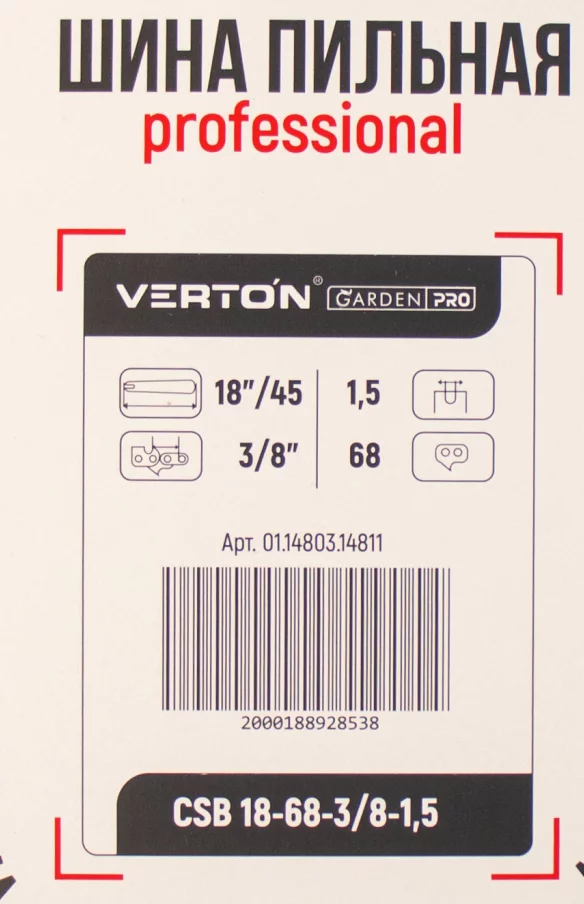 ШИНА ПИЛЬНАЯ
professional
VERTON® GARDEN PRO
18"/45 1,5
3/8" 68
Арт. 01.14803.14811
2000188928538
CSB 18-68-3/8-1,5